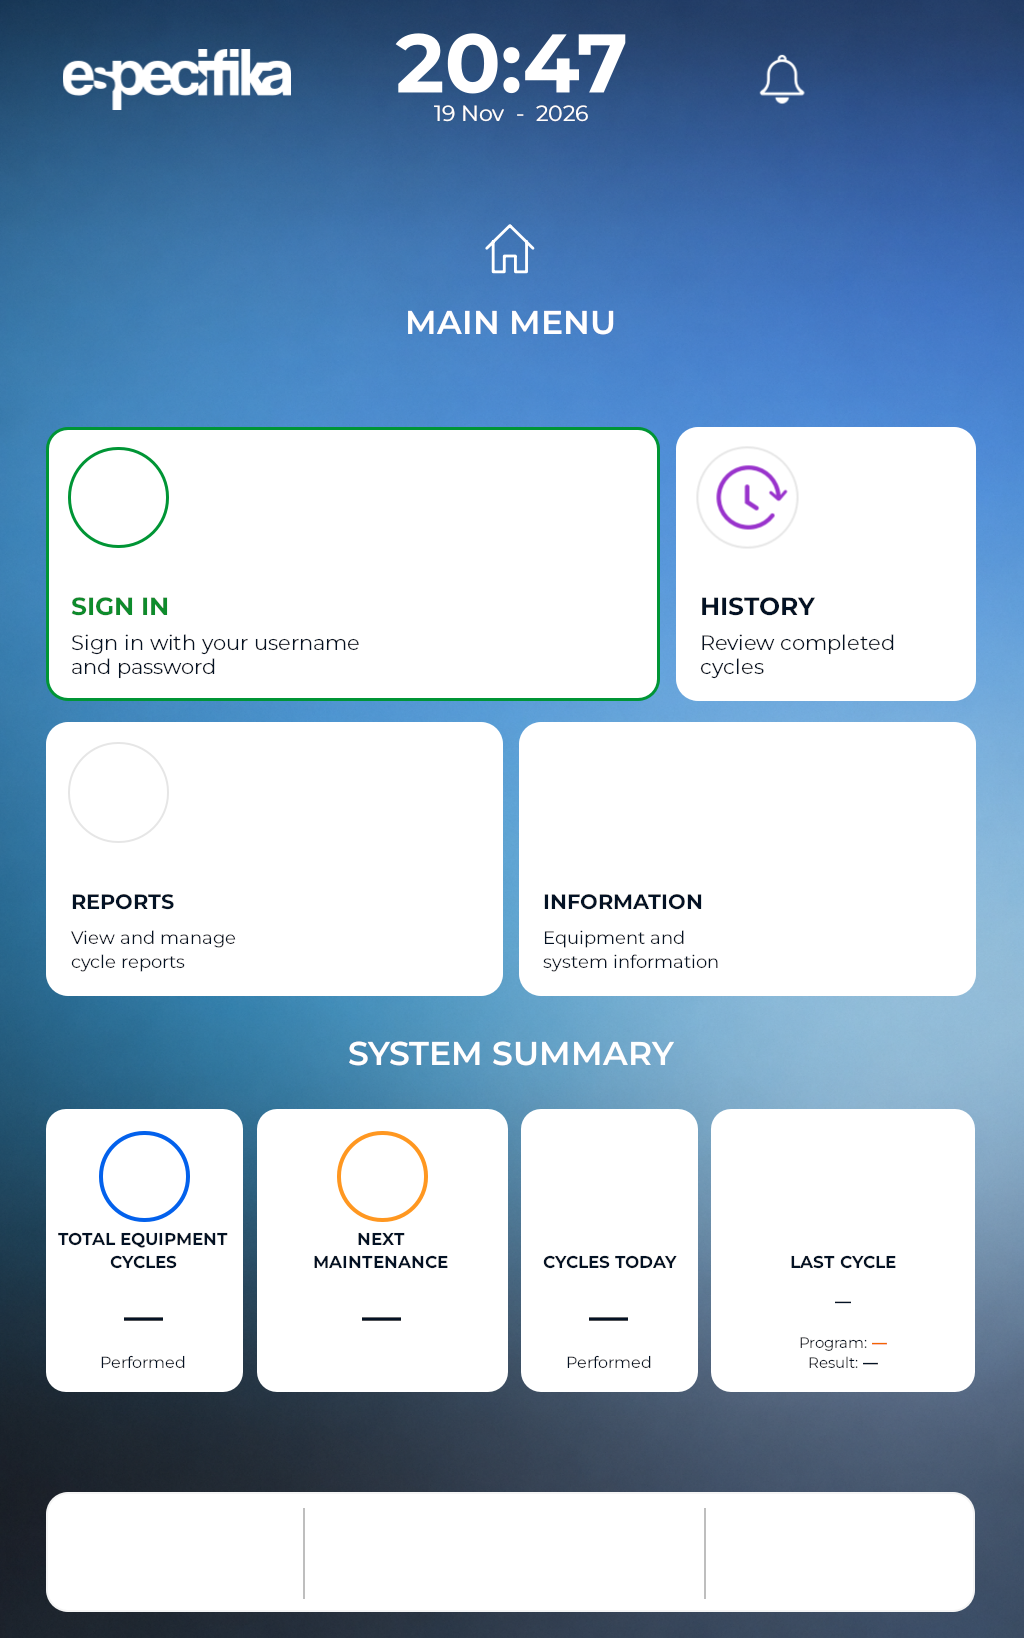 especifika
20:47
19 Nov - 2026
MAIN MENU
SIGN IN
Sign in with your username
and password
HISTORY
Review completed
cycles
REPORTS
View and manage
cycle reports
INFORMATION
Equipment and
system information
SYSTEM SUMMARY
TOTAL EQUIPMENT
CYCLES
—
Performed
NEXT
MAINTENANCE
—
CYCLES TODAY
—
Performed
LAST CYCLE
—
Program: —
Result: —